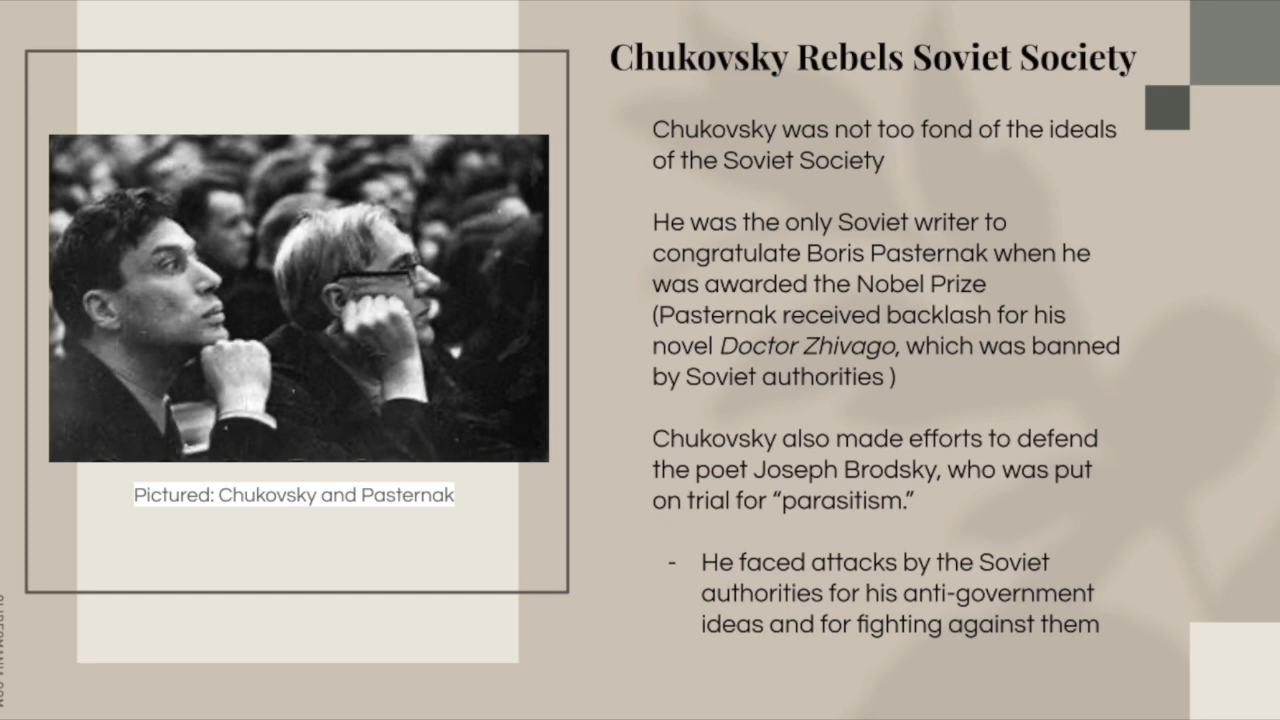 Chukovsky Rebels Soviet Society
Chukovsky was not too fond of the ideals
of the Soviet Society
He was the only Soviet writer to
congratulate Boris Pasternak when he
was awarded the Nobel Prize
(Pasternak received backlash for his
novel Doctor Zhivago, which was banned
by Soviet authorities )
Chukovsky also made efforts to defend
the poet Joseph Brodsky, who was put
on trial for “parasitism.”
- He faced attacks by the Soviet
authorities for his anti-government
ideas and for fighting against them
Pictured: Chukovsky and Pasternak